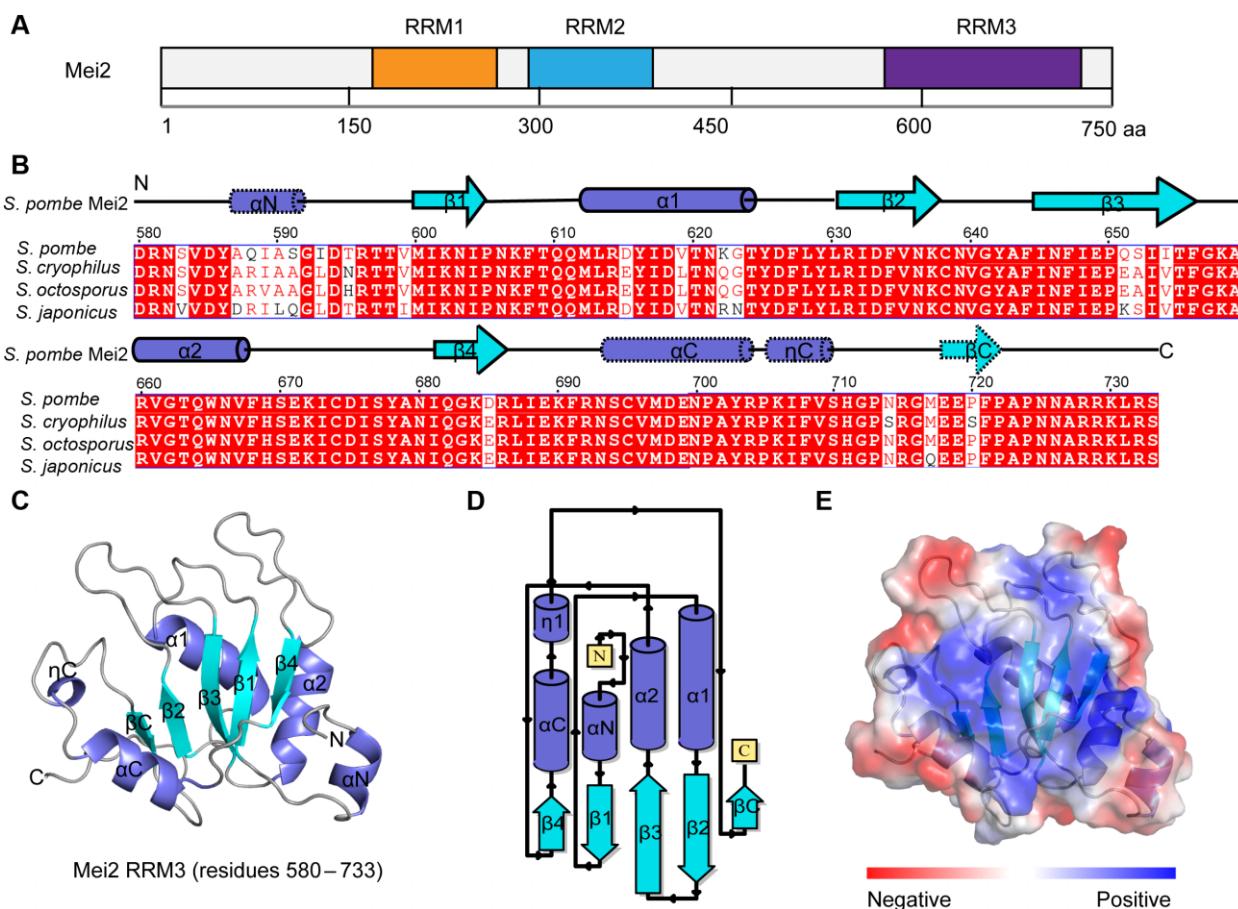 A
RRM1 RRM2 RRM3
Mei2
1 150 300 450 600 750 aa
B
N
S. pombe Mei2 αN β1 α1 β2 β3
580 590 600 610 620 630 640 650
S. pombe DRNSVDYAQIASGIDTRTTVMIKNIPNKFTQQMLRDYIDVTNKGTYDFLYLRIDFVNKCNVGYAFINFIEPQSIITFGKA
S. cryophilus DRNSVDYARIAAGLDNRTTVMIKNIPNKFTQQMLREYIDLTNQGTYDFLYLRIDFVNKCNVGYAFINFIEPEAIVTFGKA
S. octosporus DRNSVDYARVAAGLDHRTTVMIKNIPNKFTQQMLREYIDLTNQGTYDFLYLRIDFVNKCNVGYAFINFIEPEAIVTFGKA
S. japonicus DRNVVDYDRILQGLDTRTTIMIKNIPNKFTQQMLREYIDVTNRNTYDFLYLRIDFVNKCNVGYAFINFIEPKSIVTFGKA
S. pombe Mei2 α2 β4 αC ηC βC C
660 670 680 690 700 710 720 730
S. pombe RVGTQWNVFHSEKICDISYANIQGKDRLIEKFRNSCVMDENPAYRPKIFVSHGPNRGMEEPFPAPNNARRKLRS
S. cryophilus RVGTQWNVFHSEKICDISYANIQGKERLIEKFRNSCVMDENPAYRPKIFVSHGPSRGMEESFPAPNNARRKLRS
S. octosporus RVGTQWNVFHSEKICDISYANIQGKERLIEKFRNSCVMDENPAYRPKIFVSHGPNRGMEEPFPAPNNARRKLRS
S. japonicus RVGTQWNVFHSEKICDISYANIQGKERLIEKFRNSCVMDENPAYRPKIFVSHGPNRGQEEPFPAPNNARRKLRS
C
α1 β4
ηC β3 β1 α2
βC β2
N
C αC αN
Mei2 RRM3 (residues 580–733)
D
η1
N
α2 α1
αC αN
C
β4 β1 β3 β2 βC
E
Negative Positive